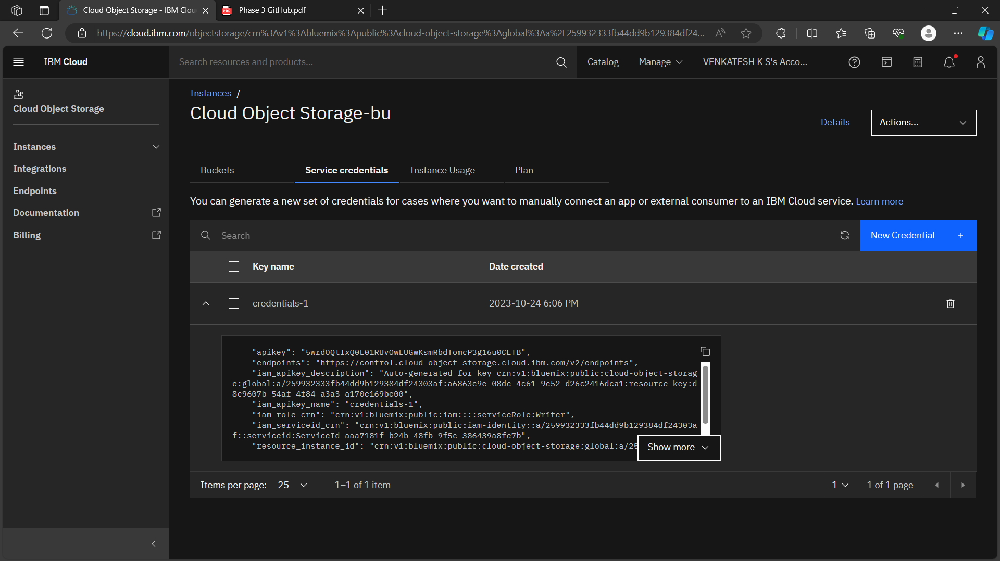 Cloud Object Storage - IBM Clou
Phase 3 GitHub.pdf
https://cloud.ibm.com/objectstorage/crn%3Av1%3Abluemix%3Apublic%3Acloud-object-storage%3Aglobal%3Aa%2F259932333fb44dd9b129384df24...
IBM Cloud
Search resources and products...
Catalog
Manage
VENKATESH K S's Acco...
Cloud Object Storage
Instances
Integrations
Endpoints
Documentation
Billing
Instances /
Cloud Object Storage-bu
Details
Actions...
Buckets
Service credentials
Instance Usage
Plan
You can generate a new set of credentials for cases where you want to manually connect an app or external consumer to an IBM Cloud service. Learn more
Search
New Credential +
Key name
Date created
credentials-1
2023-10-24 6:06 PM
"apikey": "5wrdOQtIxQ0L01RUvOwLUGwKsmRbdTomcP3g16u0CETB",
"endpoints": "https://control.cloud-object-storage.cloud.ibm.com/v2/endpoints",
"iam_apikey_description": "Auto-generated for key crn:v1:bluemix:public:cloud-object-storag
e:global:a/259932333fb44dd9b129384df24303af:a6863c9e-08dc-4c61-9c52-d26c2416dca1:resource-key:d
8c9607b-54af-4f84-a3a3-a170e169be00",
"iam_apikey_name": "credentials-1",
"iam_role_crn": "crn:v1:bluemix:public:iam::::serviceRole:Writer",
"iam_serviceid_crn": "crn:v1:bluemix:public:iam-identity::a/259932333fb44dd9b129384df24303a
f::serviceid:ServiceId-aaa7181f-b24b-48fb-9f5c-386439a8fe7b",
"resource_instance_id": "crn:v1:bluemix:public:cloud-object-storage:global:a/25
Show more
Items per page: 25
1–1 of 1 item
1
1 of 1 page